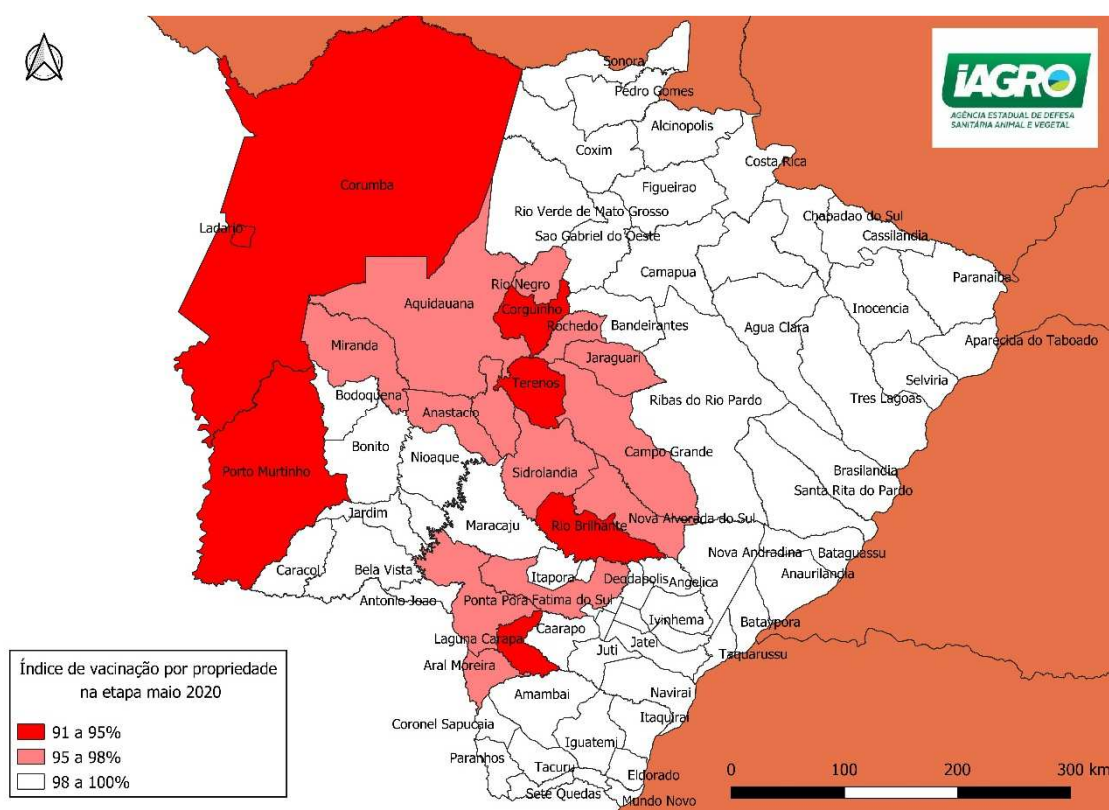 iAGRO
AGÊNCIA ESTADUAL DE DEFESA
SANITÁRIA ANIMAL E VEGETAL
Sonora
Pedro Gomes
Alcinopolis
Coxim
Costa Rica
Corumba
Figueirao
Rio Verde de Mato Grosso
Chapadao do Sul
Ladario
Sao Gabriel do Oeste
Cassilandia
Camapua
Paranaiba
Rio Negro
Aquidauana
Corguinho
Inocencia
Rochedo
Bandeirantes
Agua Clara
Miranda
Jaraguari
Aparecida do Taboado
Terenos
Selviria
Bodoquena
Ribas do Rio Pardo
Tres Lagoas
Anastacio
Bonito
Campo Grande
Nioaque
Porto Murtinho
Sidrolandia
Brasilandia
Santa Rita do Pardo
Jardim
Maracaju
Rio Brilhante
Nova Alvorada do Sul
Nova Andradina
Bataguassu
Caracol
Bela Vista
Itapora
Deodapolis
Angelica
Anaurilandia
Antonio Joao
Ponta Pora
Fatima do Sul
Ivinhema
Bataypora
Laguna Carapa
Caarapo
Juti
Jatei
Taquarussu
Aral Moreira
Amambai
Navirai
Coronel Sapucaia
Itaquirai
Iguatemi
Paranhos
Tacuru
Eldorado
Sete Quedas
Mundo Novo
Índice de vacinação por propriedade
na etapa maio 2020
91 a 95%
95 a 98%
98 a 100%
0 100 200 300 km